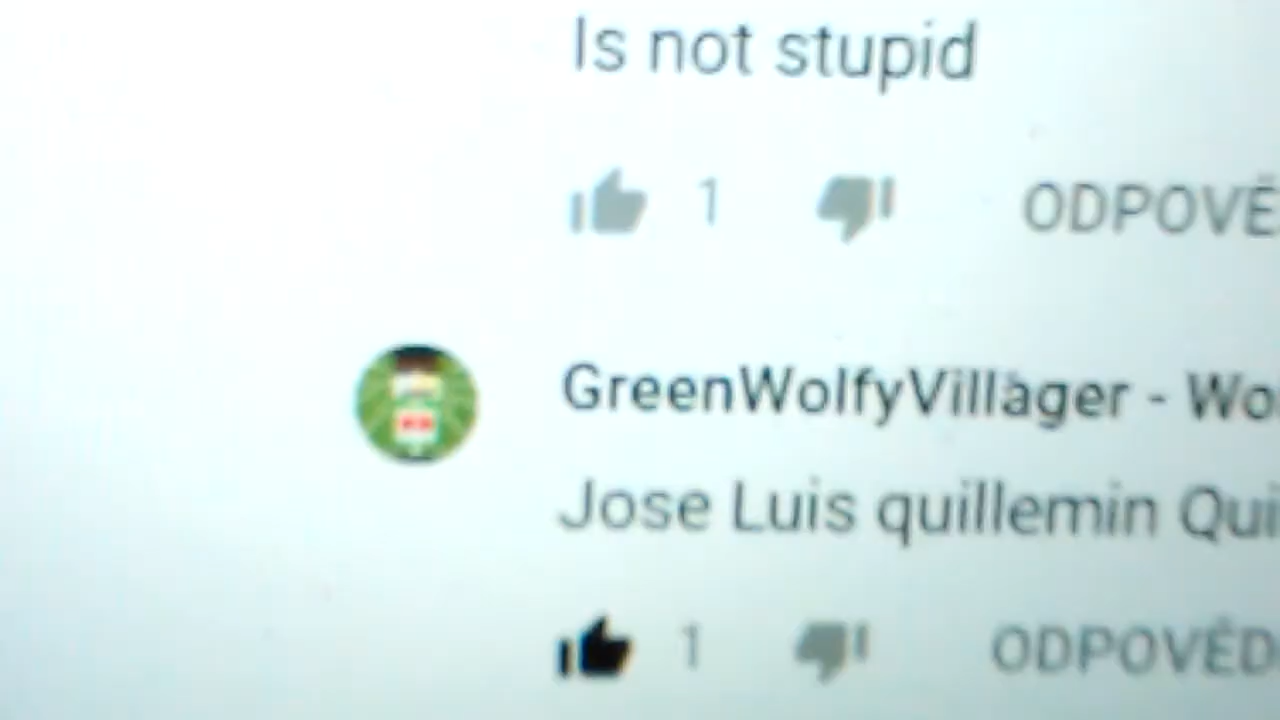 Is not stupid
1 ODPOVĚ
GreenWolfyVillager - Wo
Jose Luis quillemin Qui
1 ODPOVĚD